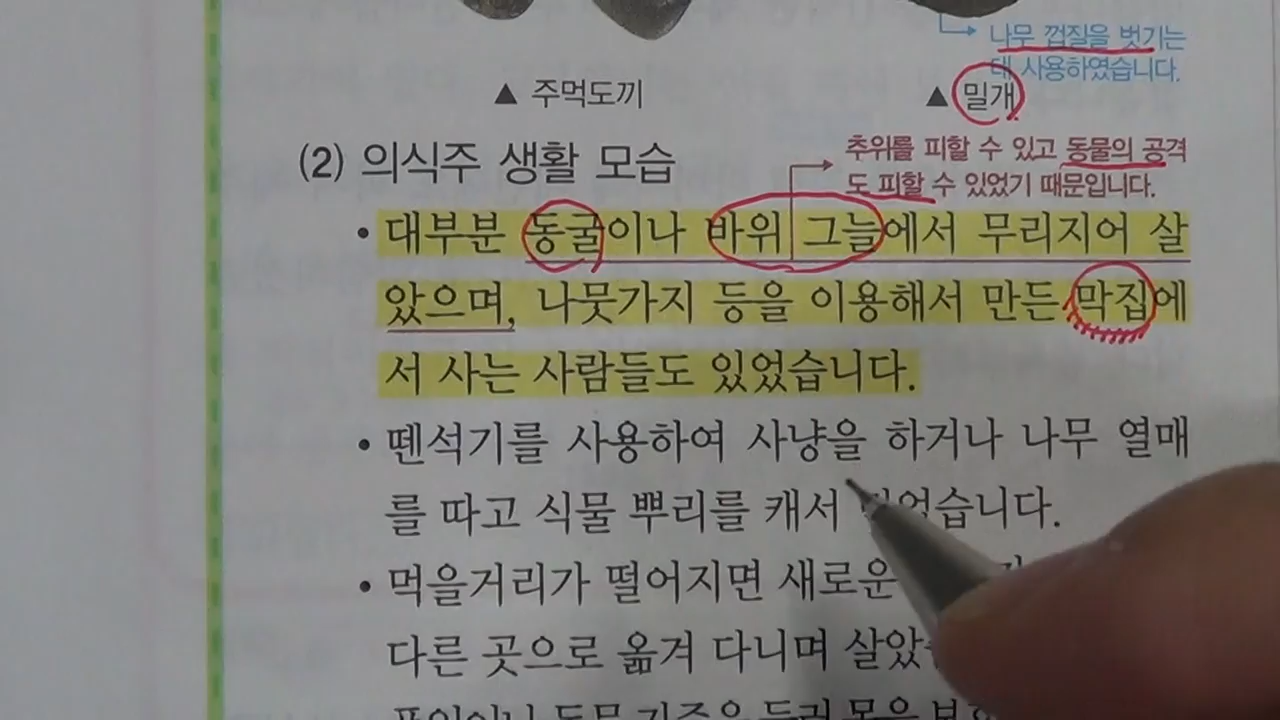 나무 껍질을 벗기는
데 사용하였습니다.
▲ 주먹도끼
▲ 밀개
(2) 의식주 생활 모습
추위를 피할 수 있고 동물의 공격
도 피할 수 있었기 때문입니다.
• 대부분 동굴이나 바위 그늘에서 무리지어 살
았으며, 나뭇가지 등을 이용해서 만든 막집에
서 사는 사람들도 있었습니다.
• 뗀석기를 사용하여 사냥을 하거나 나무 열매
를 따고 식물 뿌리를 캐서
• 먹을거리가 떨어지면 새로운
다른 곳으로 옮겨 다니며